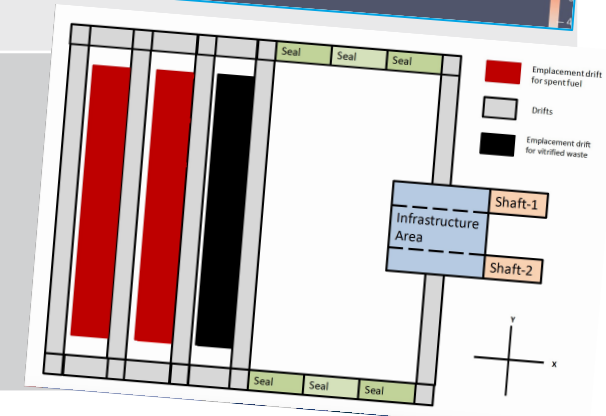 Seal Seal Seal
Emplacement drift
for spent fuel
Drifts
Emplacement drift
for vitrified waste
Infrastructure
Area
Shaft-1
Shaft-2
Y
X
Seal Seal Seal